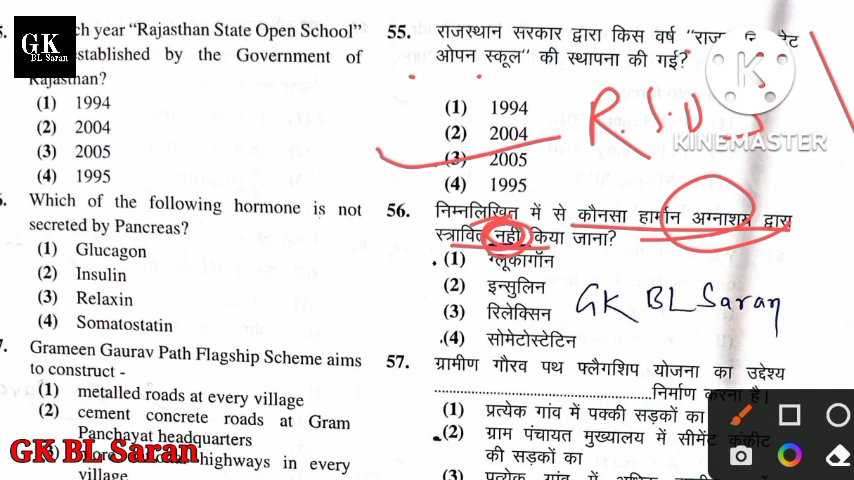 GK
BL Saran
ch year “Rajasthan State Open School”
established by the Government of
Rajasthan?
(1) 1994
(2) 2004
(3) 2005
(4) 1995
Which of the following hormone is not
secreted by Pancreas?
(1) Glucagon
(2) Insulin
(3) Relaxin
(4) Somatostatin
Grameen Gaurav Path Flagship Scheme aims
to construct -
(1) metalled roads at every village
(2) cement concrete roads at Gram
Panchayat headquarters
highways in every
village
GK BL Saran
55. राजस्थान सरकार द्वारा किस वर्ष
ओपन स्कूल” की स्थापना की गई?
(1) 1994
(2) 2004
(3) 2005
(4) 1995
R.S.
K
KINEMASTER
56. निम्नलिखित में से कौनसा हार्मोन अग्नाशय द्वारा
स्त्रावित नहीं किया जाना?
(1) ग्लूकागॉन
(2) इन्सुलिन
(3) रिलेक्सिन
(4) सोमेटोस्टेटिन
GK BL Saran
57. ग्रामीण गौरव पथ फ्लैगशिप योजना का उद्देश्य
निर्माण करना है।
(1) प्रत्येक गांव में पक्की सड़कों का
(2) ग्राम पंचायत मुख्यालय में सीमेंट कंक्रीट
की सड़कों का
(3) प्रत्येक गांव में